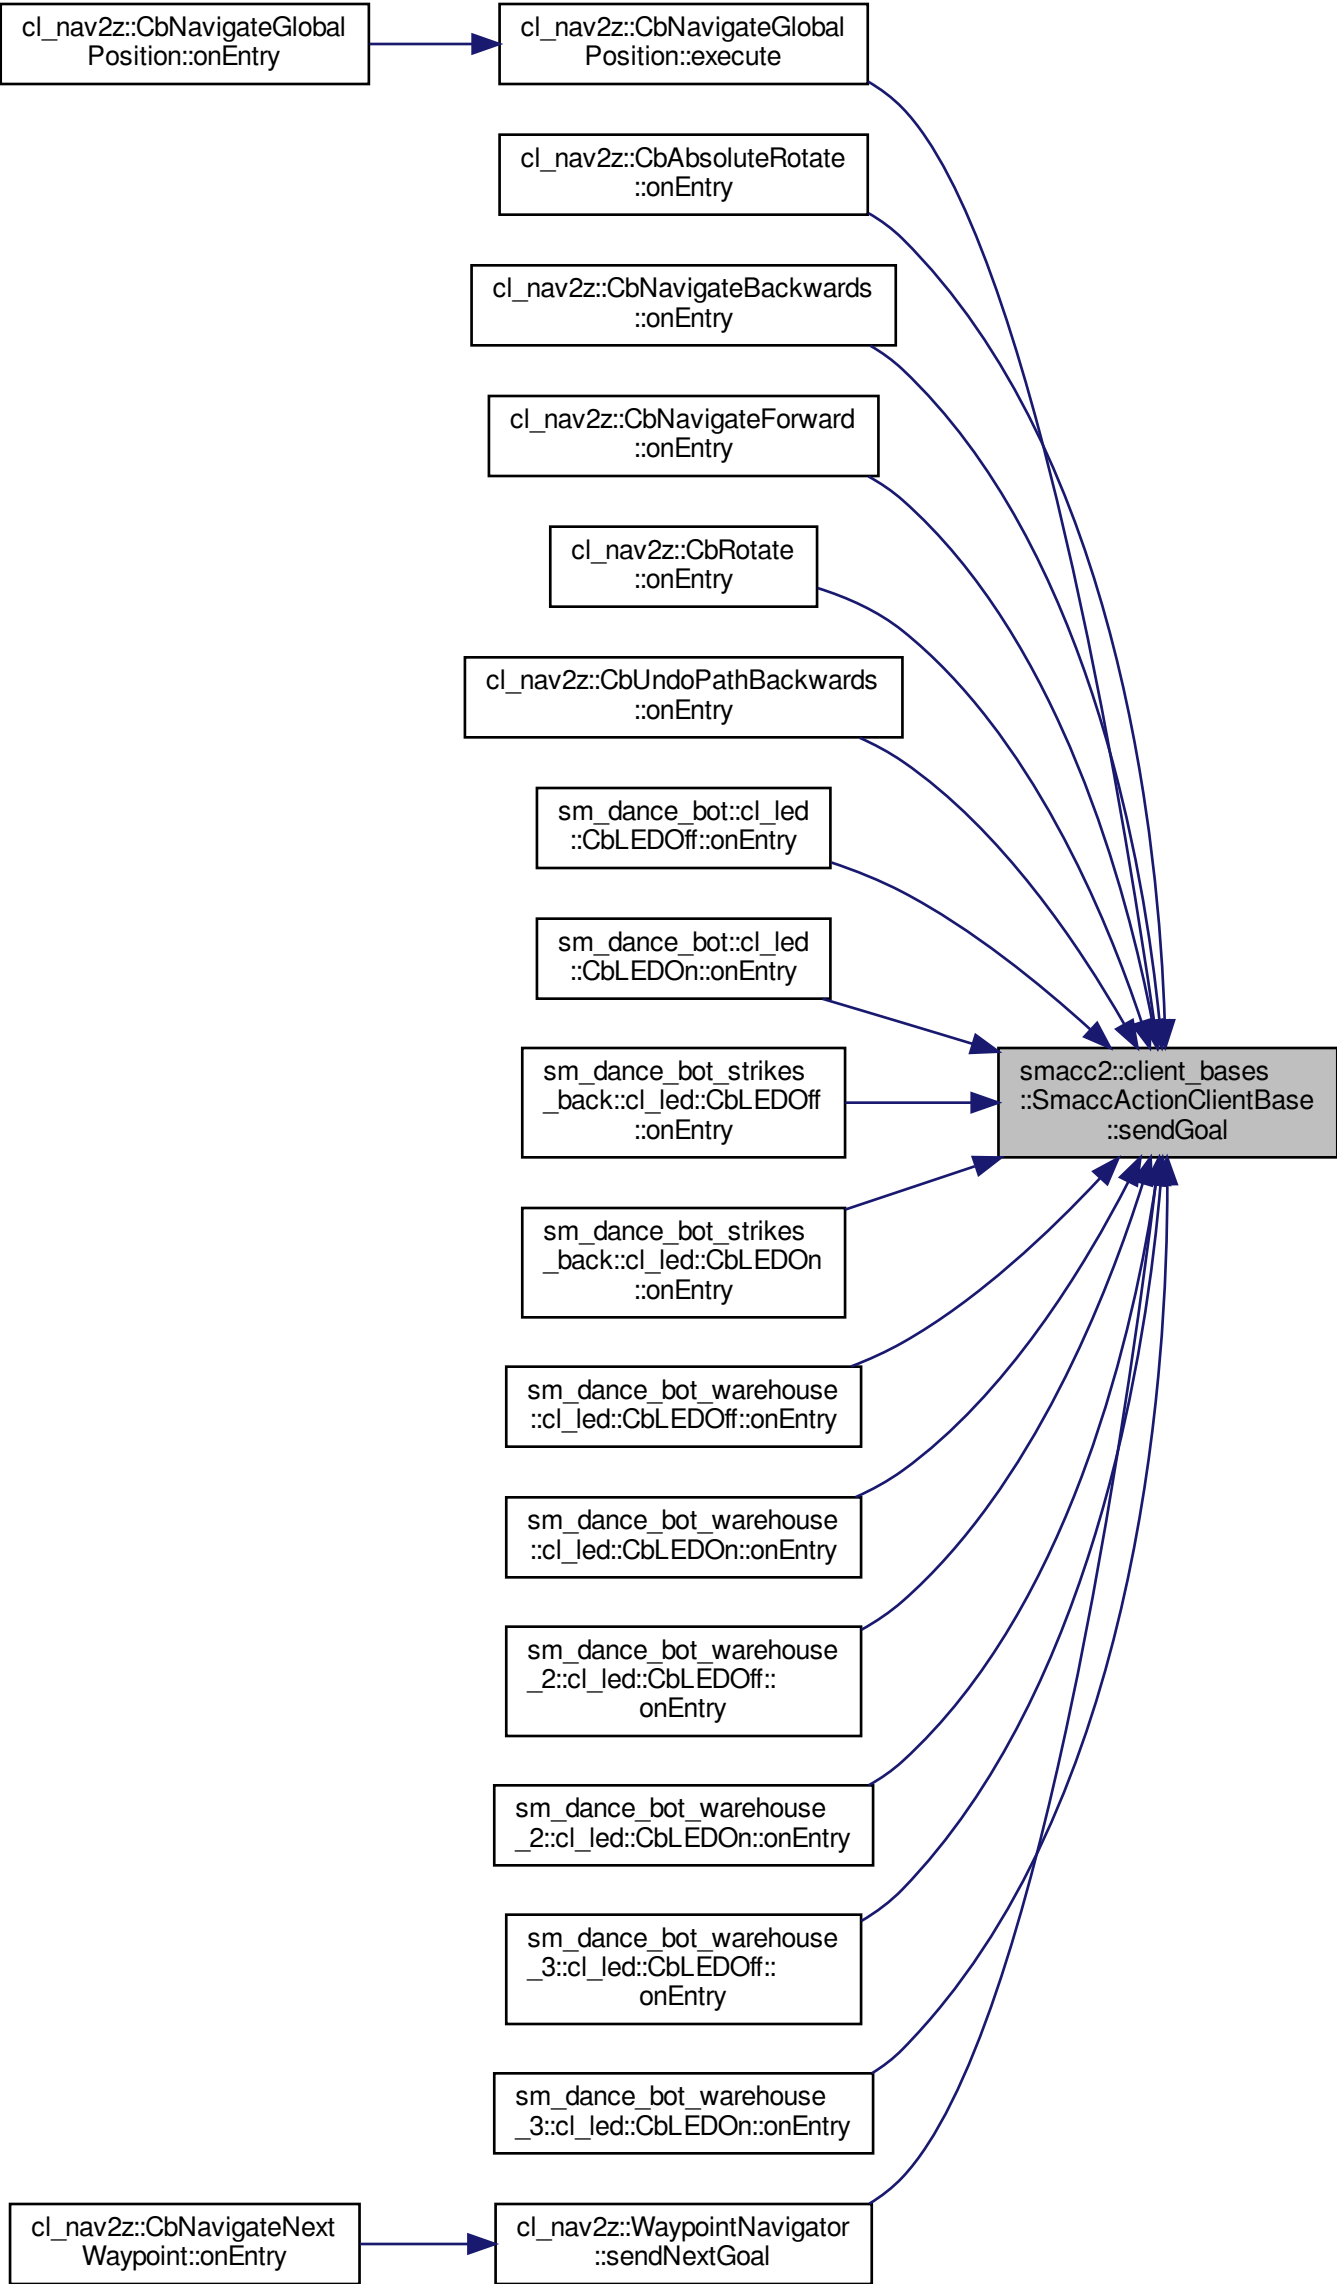 cl_nav2z::CbNavigateGlobal
Position::onEntry
cl_nav2z::CbNavigateGlobal
Position::execute
cl_nav2z::CbAbsoluteRotate
::onEntry
cl_nav2z::CbNavigateBackwards
::onEntry
cl_nav2z::CbNavigateForward
::onEntry
cl_nav2z::CbRotate
::onEntry
cl_nav2z::CbUndoPathBackwards
::onEntry
sm_dance_bot::cl_led
::CbLEDOff::onEntry
sm_dance_bot::cl_led
::CbLEDOn::onEntry
sm_dance_bot_strikes
_back::cl_led::CbLEDOff
::onEntry
smacc2::client_bases
::SmaccActionClientBase
::sendGoal
sm_dance_bot_strikes
_back::cl_led::CbLEDOn
::onEntry
sm_dance_bot_warehouse
::cl_led::CbLEDOff::onEntry
sm_dance_bot_warehouse
::cl_led::CbLEDOn::onEntry
sm_dance_bot_warehouse
_2::cl_led::CbLEDOff::
onEntry
sm_dance_bot_warehouse
_2::cl_led::CbLEDOn::onEntry
sm_dance_bot_warehouse
_3::cl_led::CbLEDOff::
onEntry
sm_dance_bot_warehouse
_3::cl_led::CbLEDOn::onEntry
cl_nav2z::CbNavigateNext
Waypoint::onEntry
cl_nav2z::WaypointNavigator
::sendNextGoal